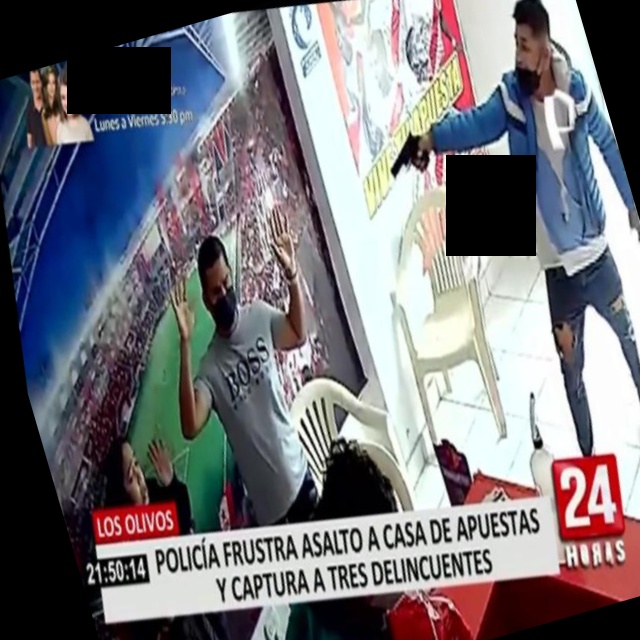 Lunes a Viernes 5:30 pm
BOSS
P
LOS OLIVOS
21:50:14
POLICÍA FRUSTRA ASALTO A CASA DE APUESTAS
Y CAPTURA A TRES DELINCUENTES
24
HORAS